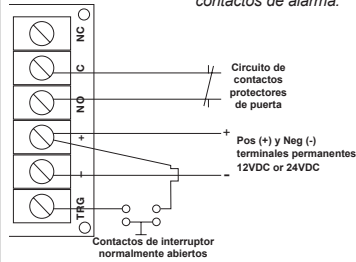 contactos de alarma.
NC
C
NO
+
-
TRG
Circuito de
contactos
protectores
de puerta
+
Pos (+) y Neg (-)
terminales permanentes
12VDC or 24VDC
-
Contactos de interruptor
normalmente abiertos